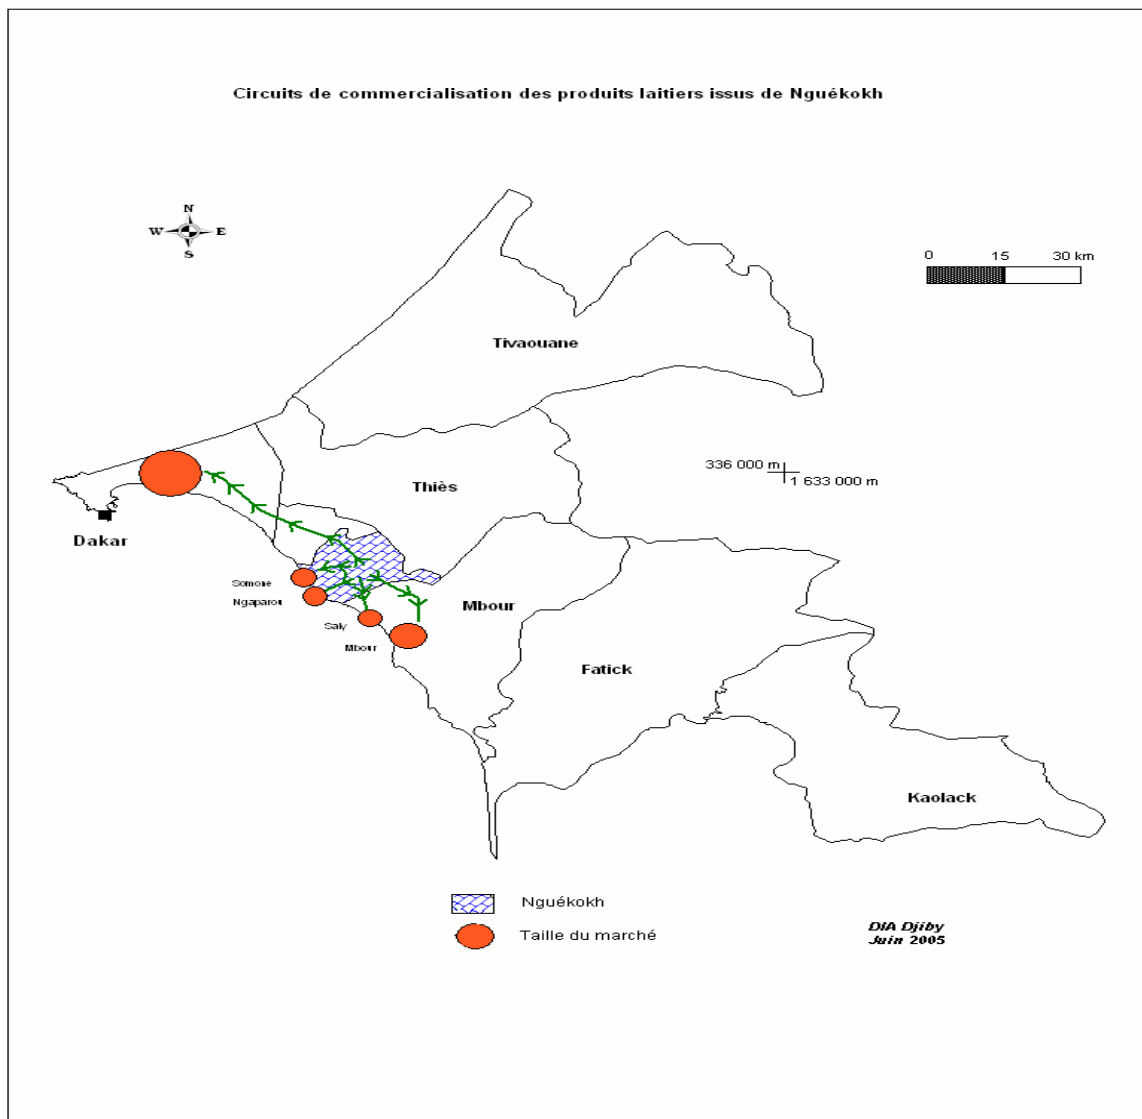 Circuits de commercialisation des produits laitiers issus de Nguékokh
N
W E
S
0 15 30 km
Tivaouane
336 000 m
1 633 000 m
Thiès
Dakar
Somone
Ngaparou
Mbour
Saly
Mbour
Fatick
Kaolack
Nguékokh
Taille du marché
DIA Djiby
Juin 2005